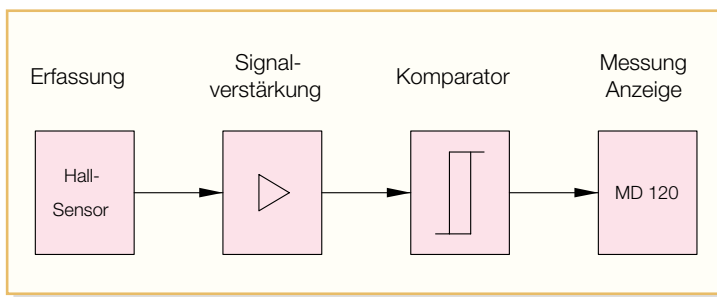 Erfassung
Signal-
verstärkung
Komparator
Messung
Anzeige
Hall-
Sensor
MD 120